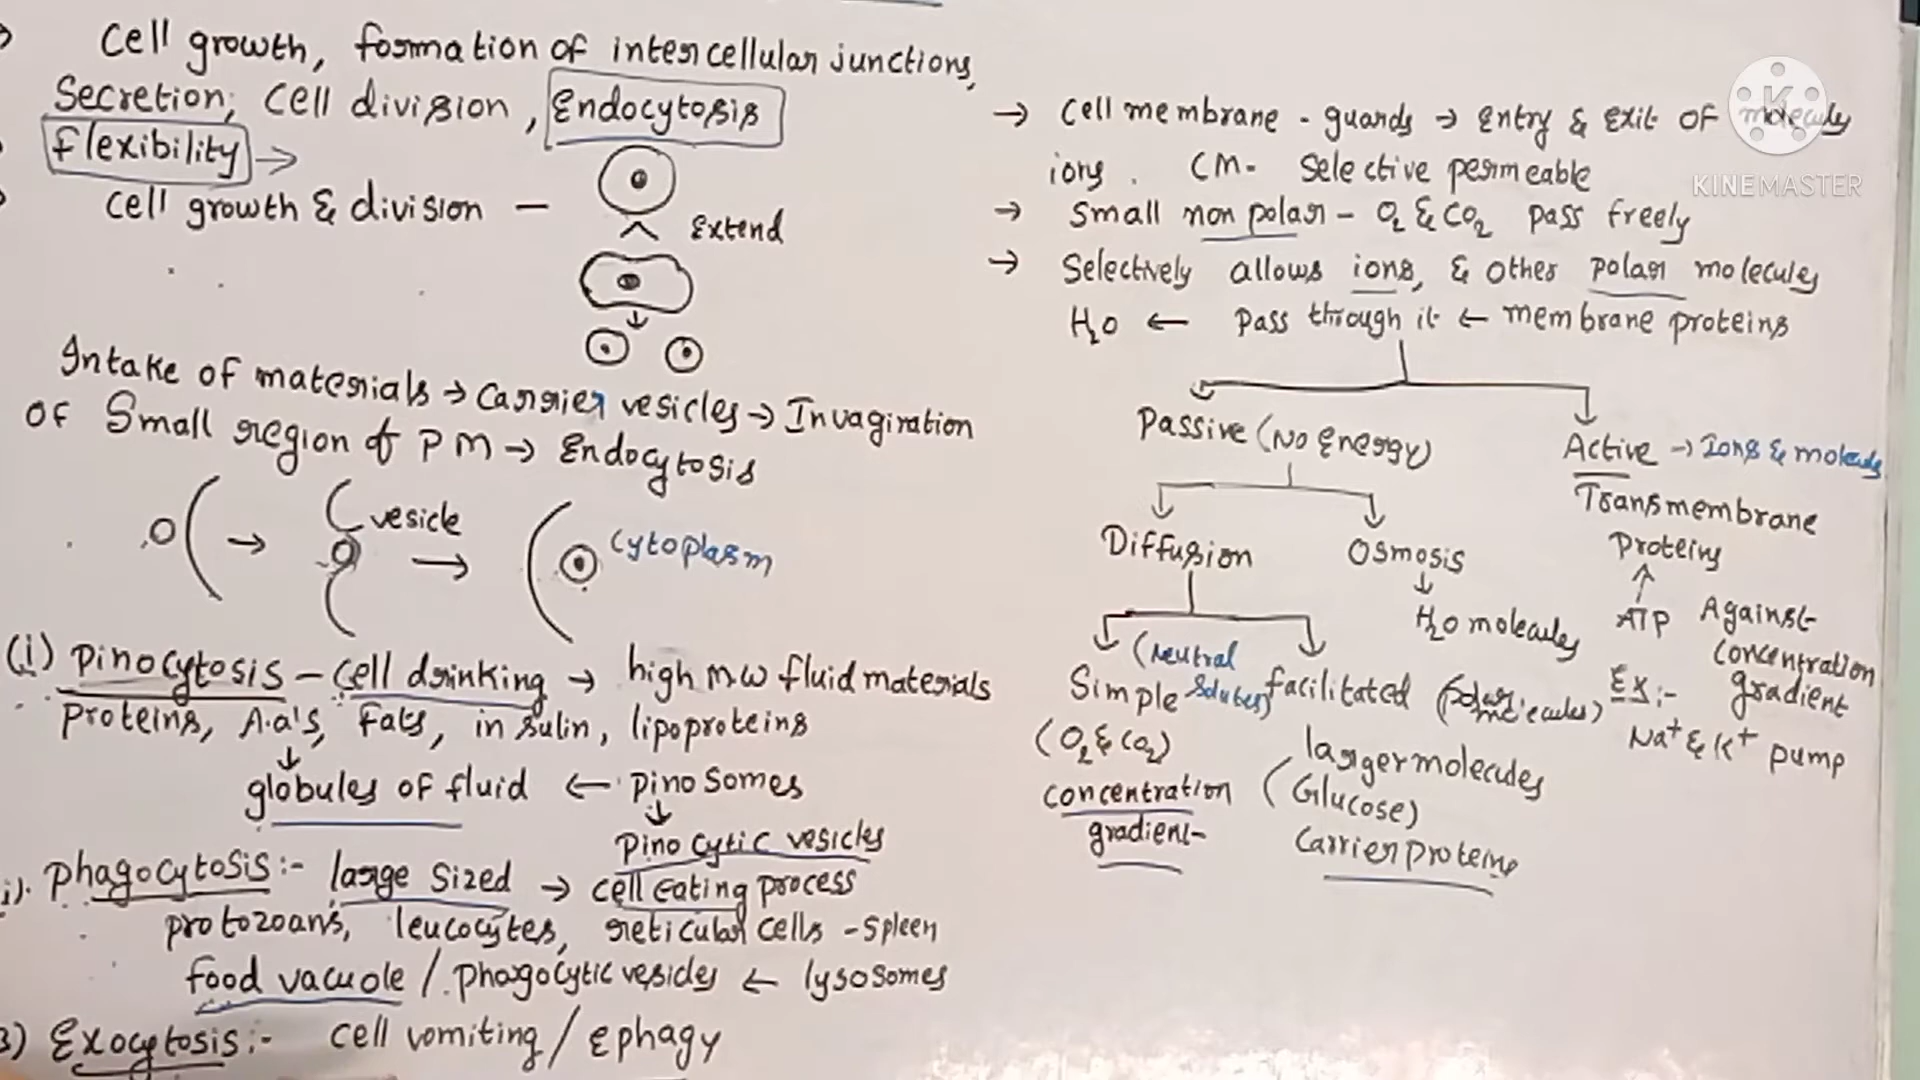 Cell growth, formation of intercellular junctions,
Secretion, cell division, Endocytosis
flexibility →
cell growth & division —
Extend
Intake of materials → carrier vesicles → Invagination
of small region of PM → Endocytosis
vesicle
cytoplasm
(i) Pinocytosis – cell drinking → high mw fluid materials
Proteins, A.a's, Fats, insulin, lipoproteins
globules of fluid ← pinosomes
Pinocytic vesicles
i). Phagocytosis:- large sized → cell eating process
protozoans, leucocytes, reticular cells – spleen
food vacuole / phagocytic vesicles ← lysosomes
3) Exocytosis:- cell vomiting / Ephagy
→ cell membrane - guards → Entry & Exit of molecules
ions. CM- selective permeable
→ Small non polar – O₂ & CO₂ pass freely
→ Selectively allows ions, & other polar molecules
H₂O ← pass through it ← membrane proteins
Passive (No Energy)
Active → Ions & molecules
Transmembrane
Proteins
ATP
Against
concentration
gradient
Ex:-
Na⁺ & K⁺ pump
Diffusion
Osmosis
H₂O molecules
Simple (Neutral solutes)
(O₂ & CO₂)
concentration
gradient
facilitated (polar molecules)
larger molecules
(Glucose)
Carrier proteins
KINEMASTER